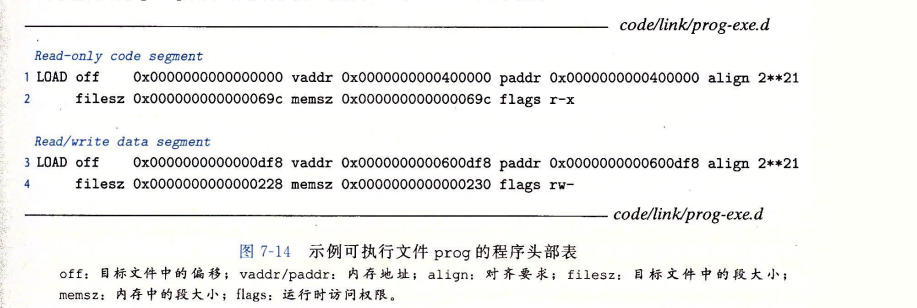 code/link/prog-exe.d
Read-only code segment
1 LOAD off    0x0000000000000000 vaddr 0x0000000000400000 paddr 0x0000000000400000 align 2**21
2      filesz 0x000000000000069c memsz 0x000000000000069c flags r-x
Read/write data segment
3 LOAD off    0x0000000000000df8 vaddr 0x0000000000600df8 paddr 0x0000000000600df8 align 2**21
4      filesz 0x0000000000000228 memsz 0x0000000000000230 flags rw-
code/link/prog-exe.d
图 7-14 示例可执行文件 prog 的程序头部表
off：目标文件中的偏移；vaddr/paddr：内存地址；align：对齐要求；filesz：目标文件中的段大小；
memsz：内存中的段大小；flags：运行时访问权限。